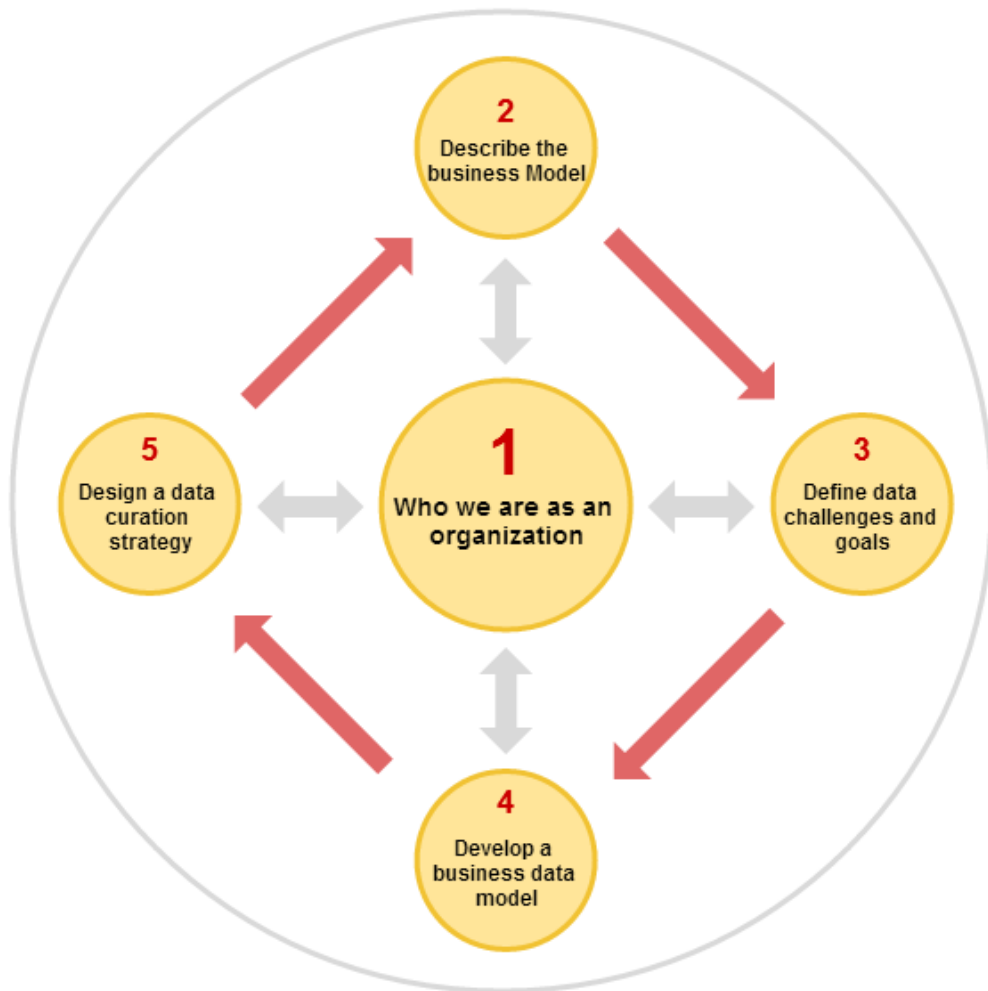 1
Who we are as an
organization
2
Describe the
business Model
3
Define data
challenges and
goals
4
Develop a
business data
model
5
Design a data
curation
strategy